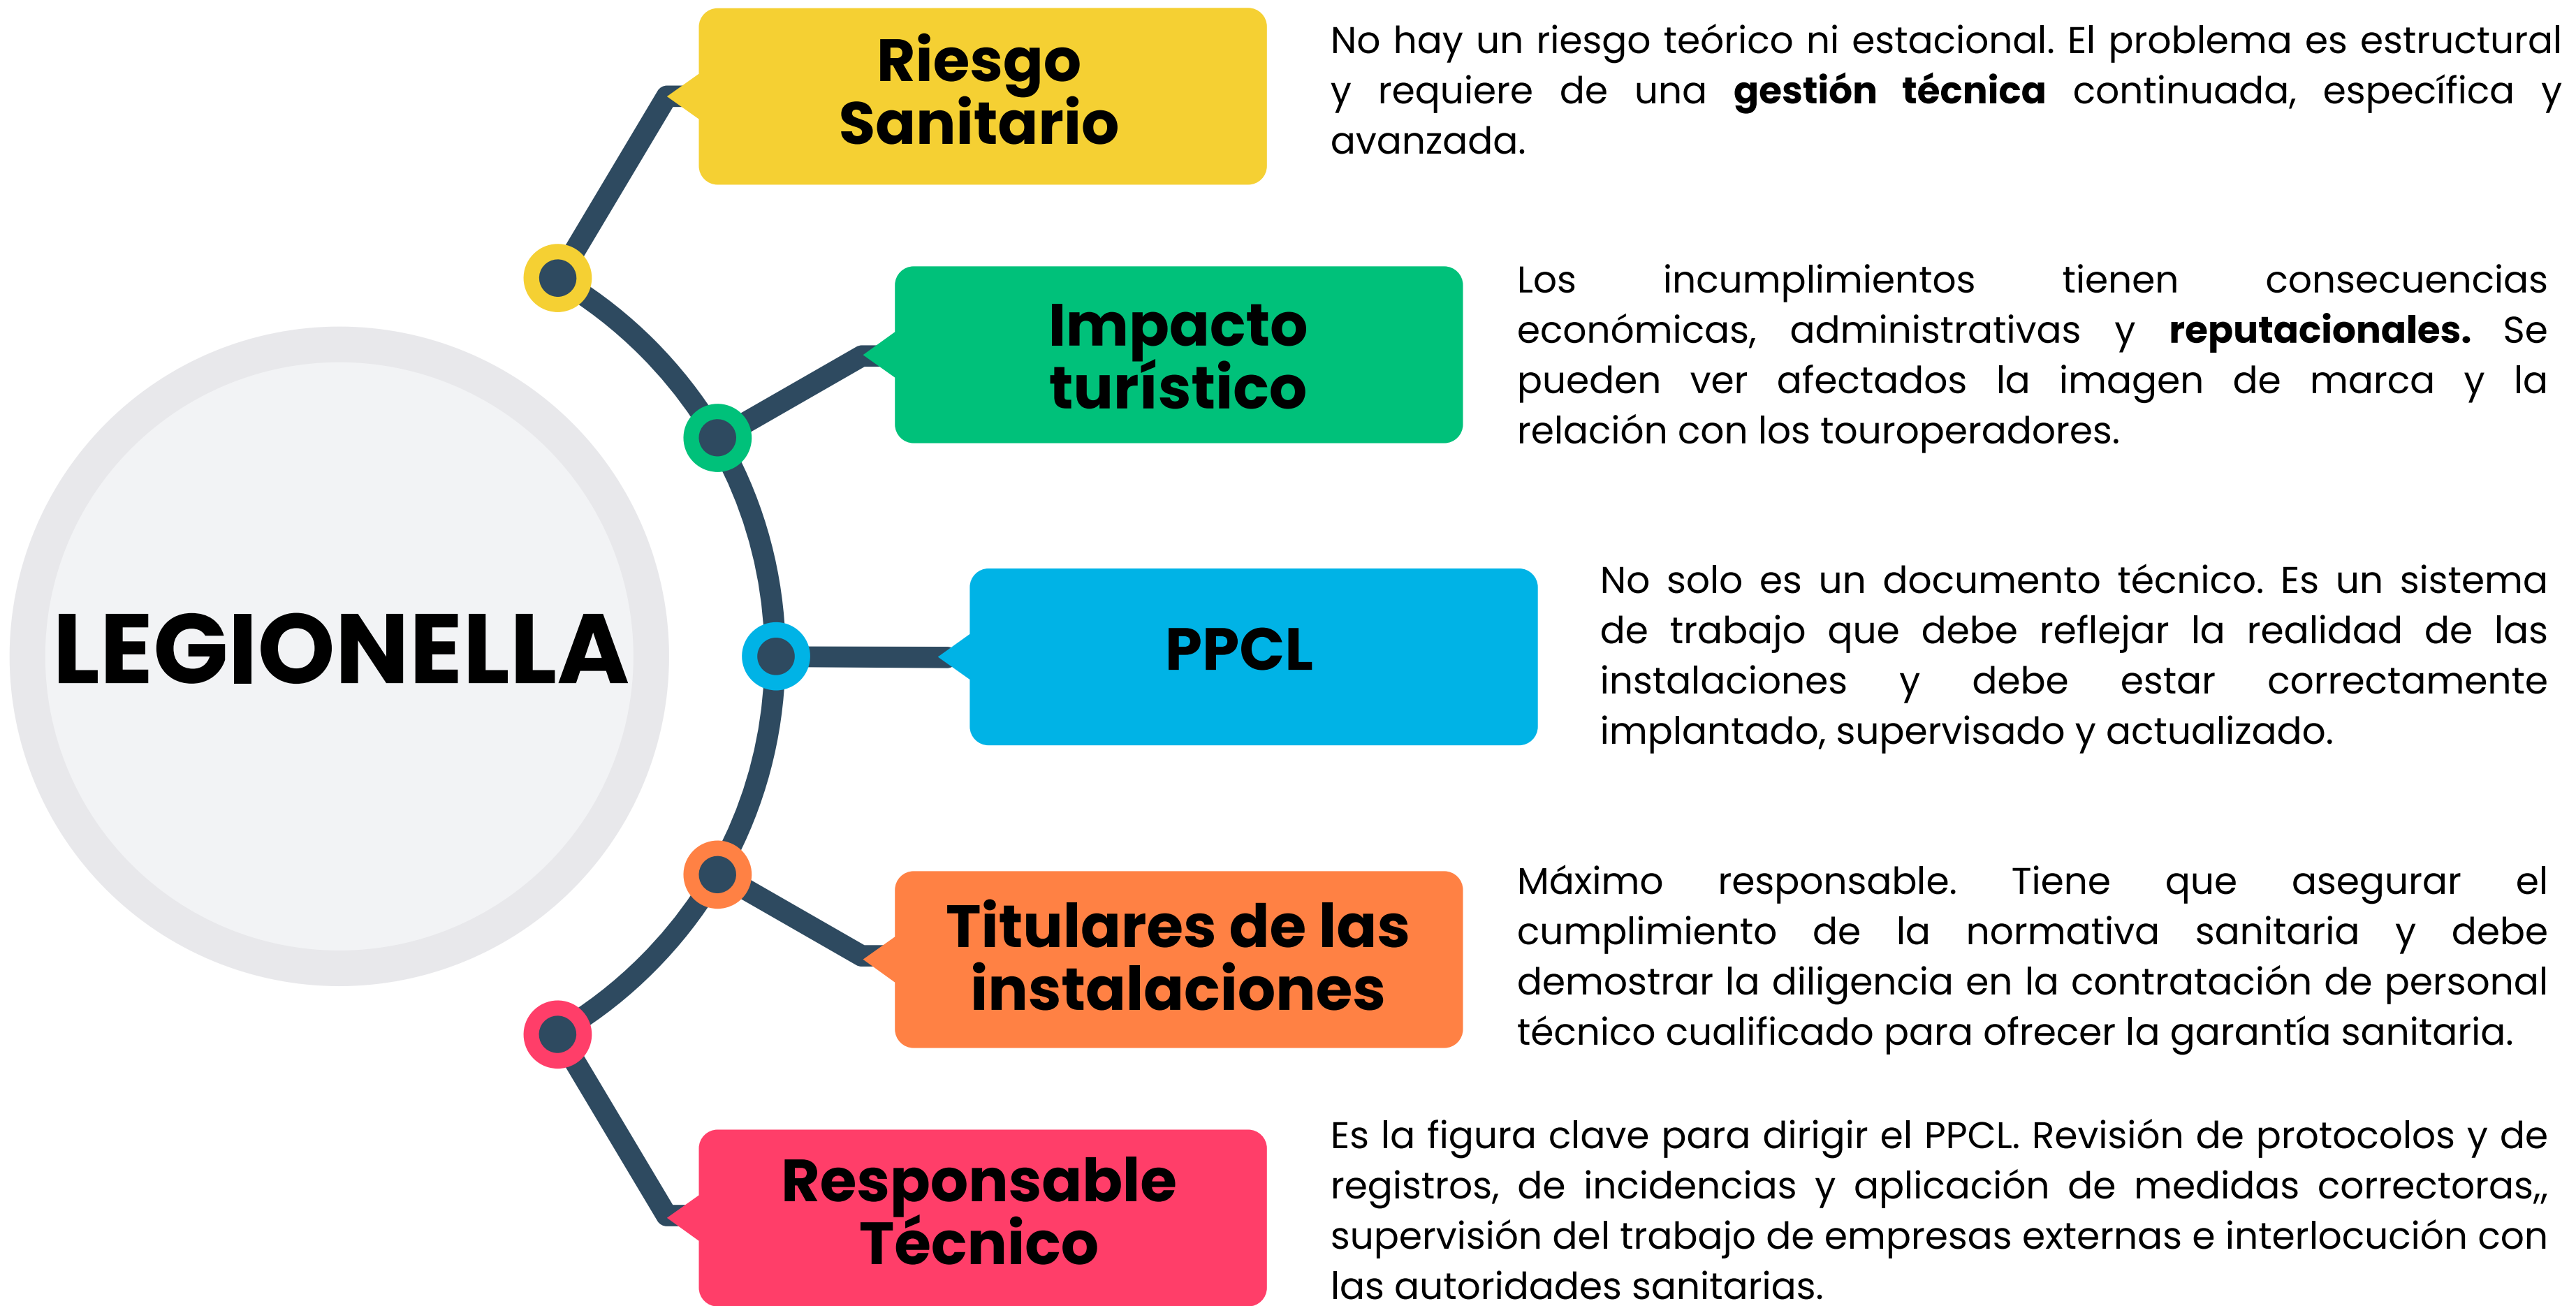 LEGIONELLA
Riesgo
Sanitario
No hay un riesgo teórico ni estacional. El problema es estructural
y requiere de una gestión técnica continuada, específica y
avanzada.
Impacto
turístico
Los incumplimientos tienen consecuencias
económicas, administrativas y reputacionales. Se
pueden ver afectados la imagen de marca y la
relación con los touroperadores.
PPCL
No solo es un documento técnico. Es un sistema
de trabajo que debe reflejar la realidad de las
instalaciones y debe estar correctamente
implantado, supervisado y actualizado.
Titulares de las
instalaciones
Máximo responsable. Tiene que asegurar el
cumplimiento de la normativa sanitaria y debe
demostrar la diligencia en la contratación de personal
técnico cualificado para ofrecer la garantía sanitaria.
Responsable
Técnico
Es la figura clave para dirigir el PPCL. Revisión de protocolos y de
registros, de incidencias y aplicación de medidas correctoras,,
supervisión del trabajo de empresas externas e interlocución con
las autoridades sanitarias.